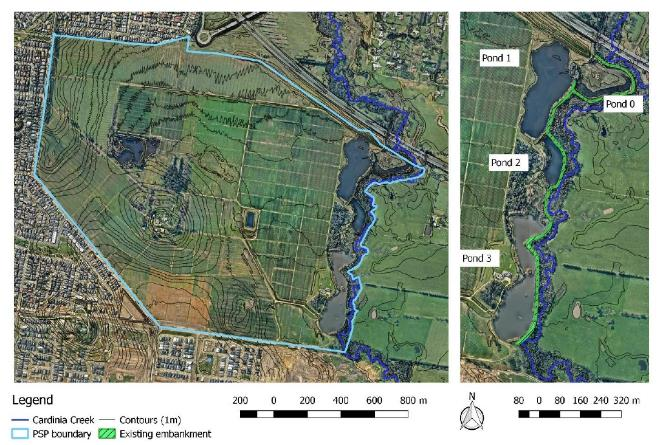 Pond 1
Pond 0
Pond 2
Pond 3
Legend
Cardinia Creek
Contours (1m)
PSP boundary
Existing embankment
200 0 200 400 600 800 m
N
80 0 80 160 240 320 m